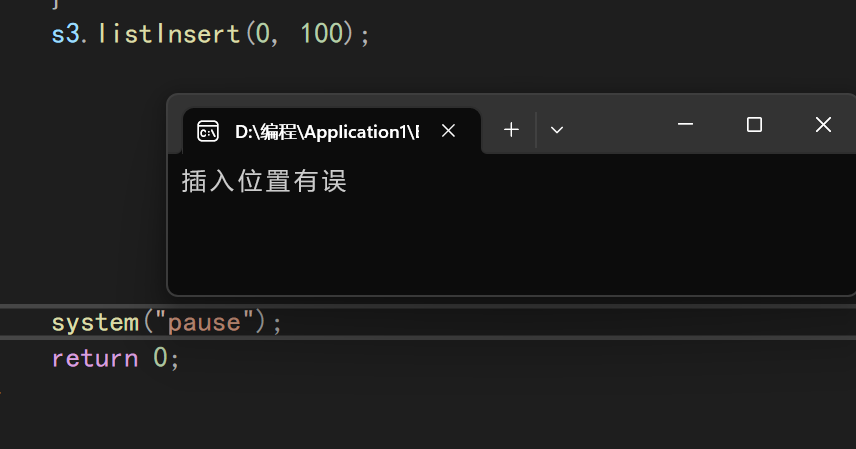 s3.listInsert(0, 100);
D:\编程\Application1\
插入位置有误
system("pause");
return 0;